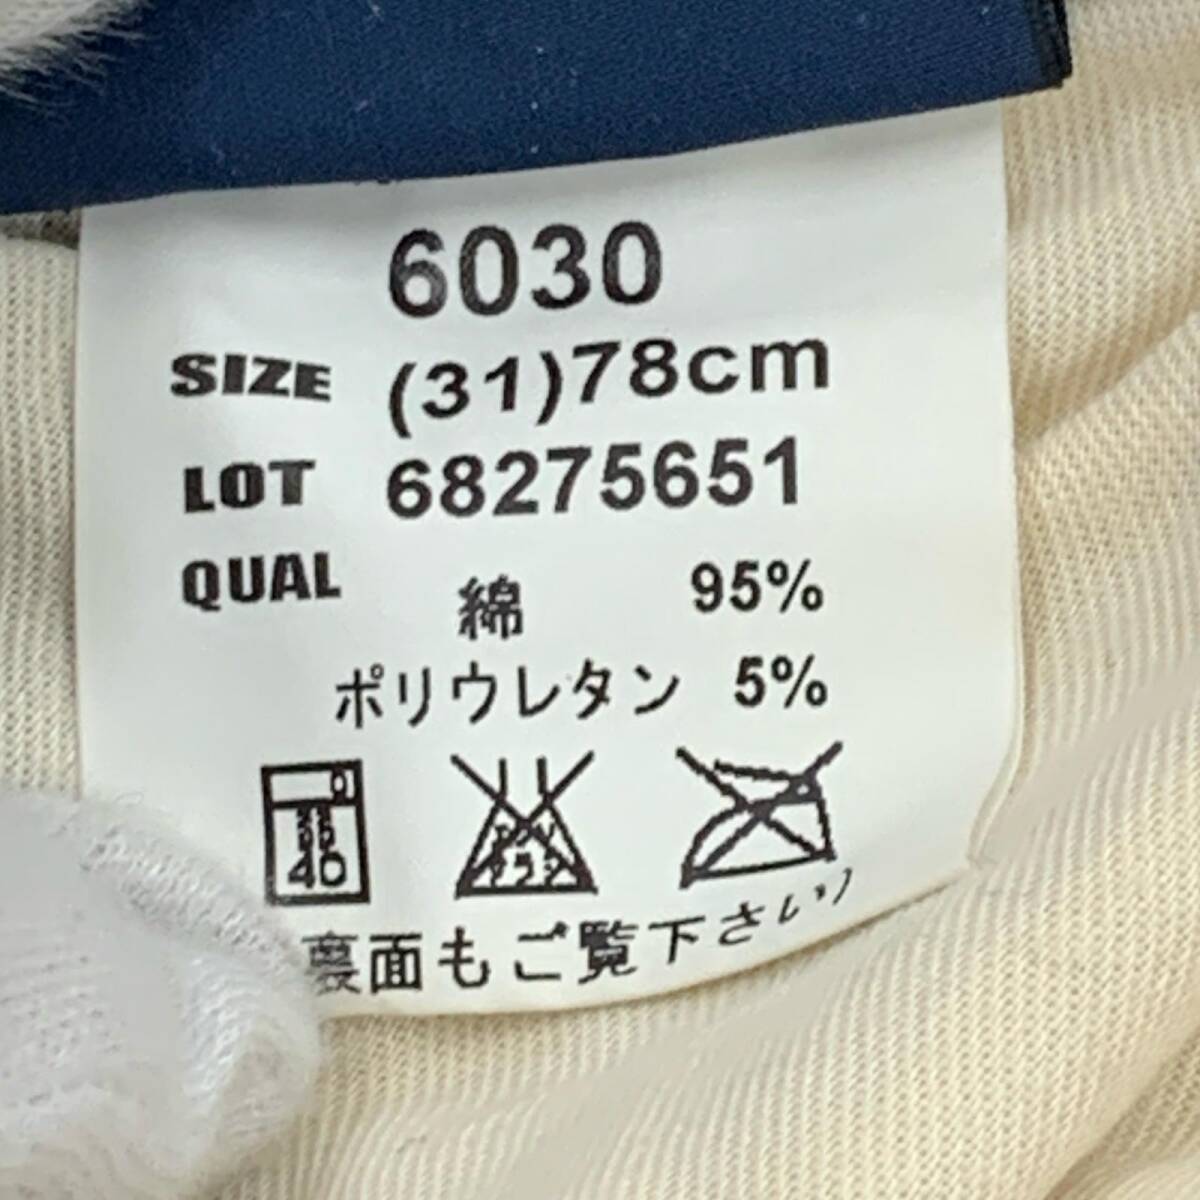 6030
SIZE (31)78cm
LOT 68275651
QUAL 綿 95%
ポリウレタン 5%
40
裏面もご覧下さい